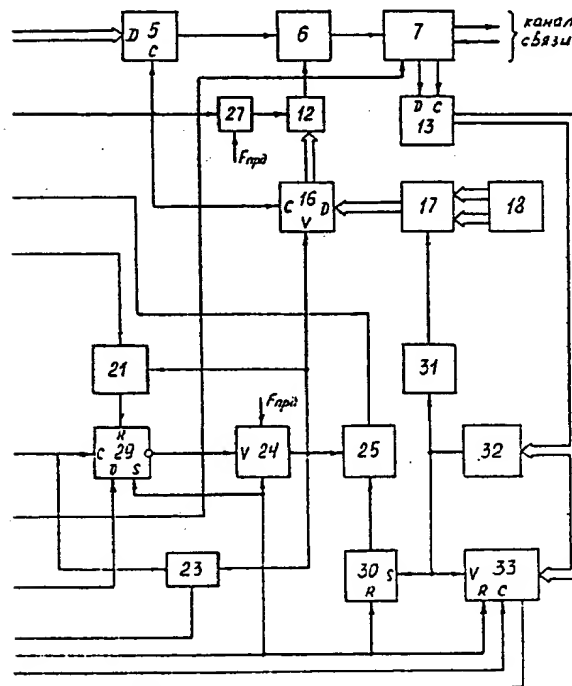 D 5 C
6
7
канал связи
27
12
D C 13
Fпрд
C 16 D V
17
18
21
31
Fпрд
R C 29 D S
V 24
25
32
23
30 S R
V 33 R C